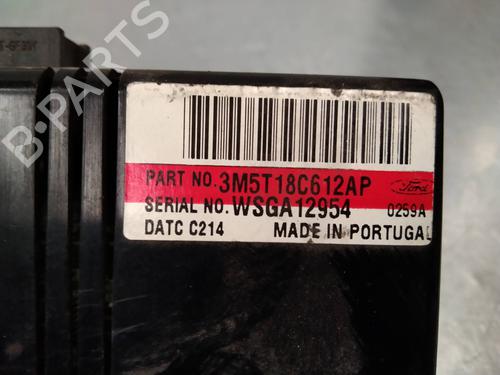 B-PARTS
PART NO. 3M5T18C612AP
Ford
SERIAL NO. WSGA12954 0259A
DATC C214 MADE IN PORTUGAL